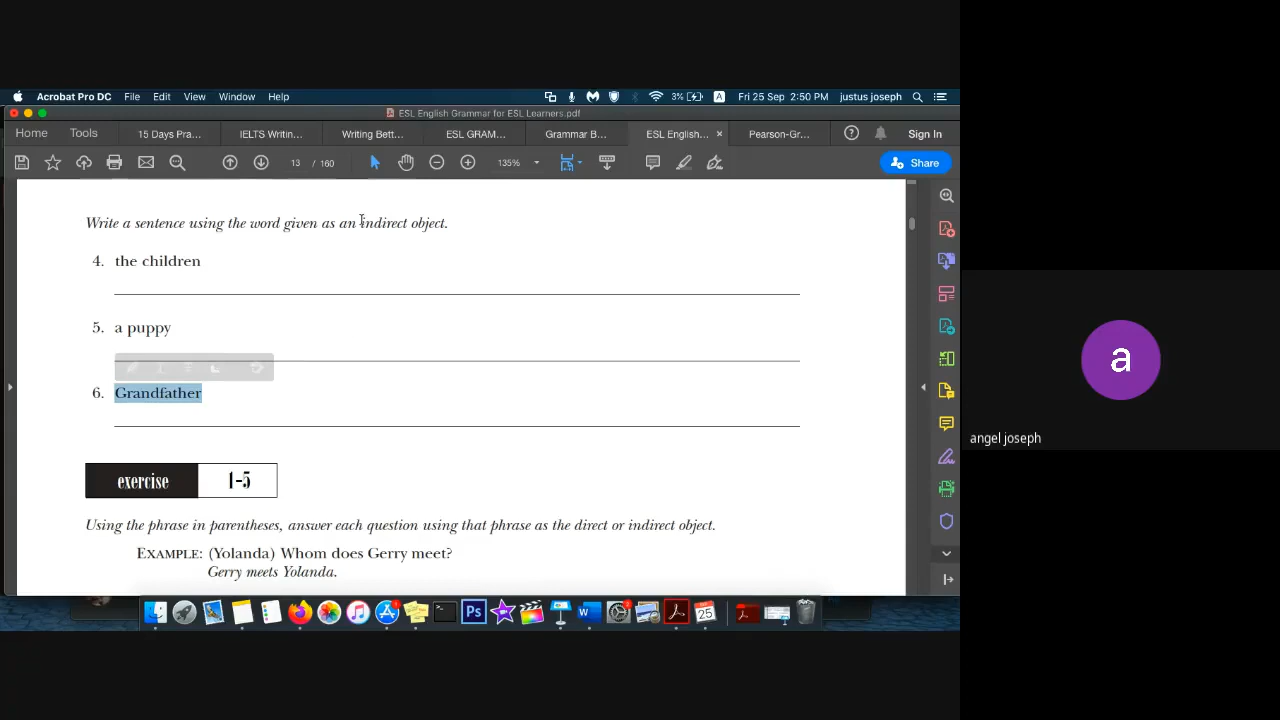 Acrobat Pro DC File Edit View Window Help 3% A Fri 25 Sep 2:50 PM justus joseph
ESL English Grammar for ESL Learners.pdf
Home Tools 15 Days Pra... IELTS Writin... Writing Bett... ESL GRAM... Grammar B... ESL English... × Pearson-Gr... Sign In
13 / 160 135% Share
Write a sentence using the word given as an indirect object.
4. the children
5. a puppy
6. Grandfather
exercise 1-5
Using the phrase in parentheses, answer each question using that phrase as the direct or indirect object.
EXAMPLE: (Yolanda) Whom does Gerry meet?
Gerry meets Yolanda.
a
angel joseph
Ps W 25